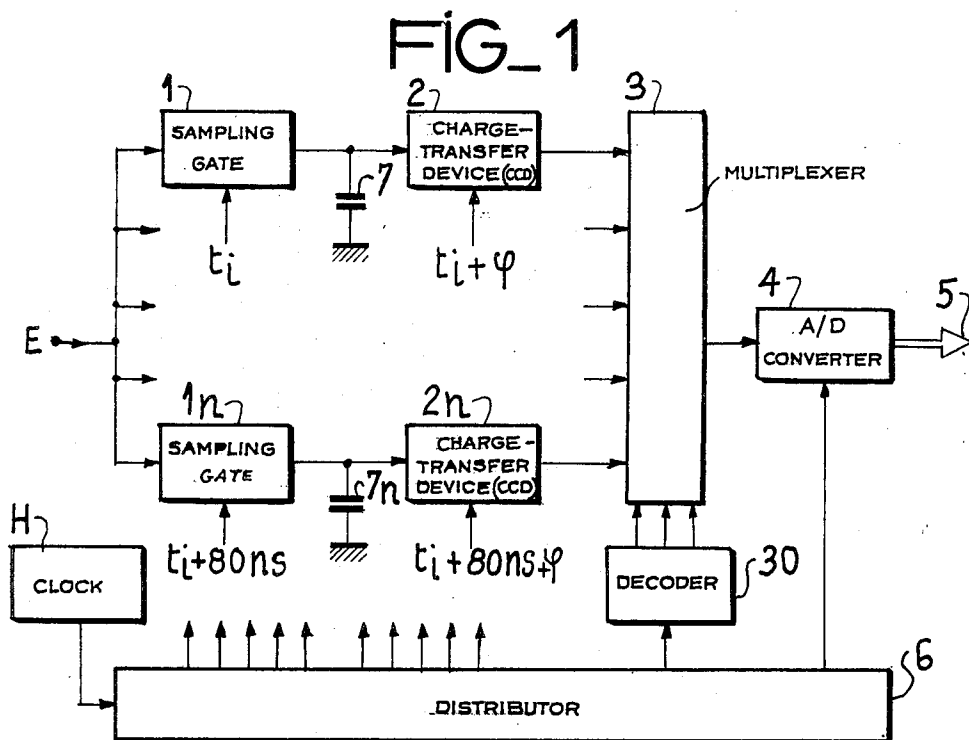 FIG_1
1
SAMPLING
GATE
2
CHARGE-
TRANSFER
DEVICE (CCD)
3
MULTIPLEXER
7
ti
ti + φ
E
4
A/D
CONVERTER
5
1n
SAMPLING
GATE
2n
CHARGE-
TRANSFER
DEVICE (CCD)
7n
ti+80ns
ti+80ns+φ
H
CLOCK
DECODER
30
DISTRIBUTOR
6